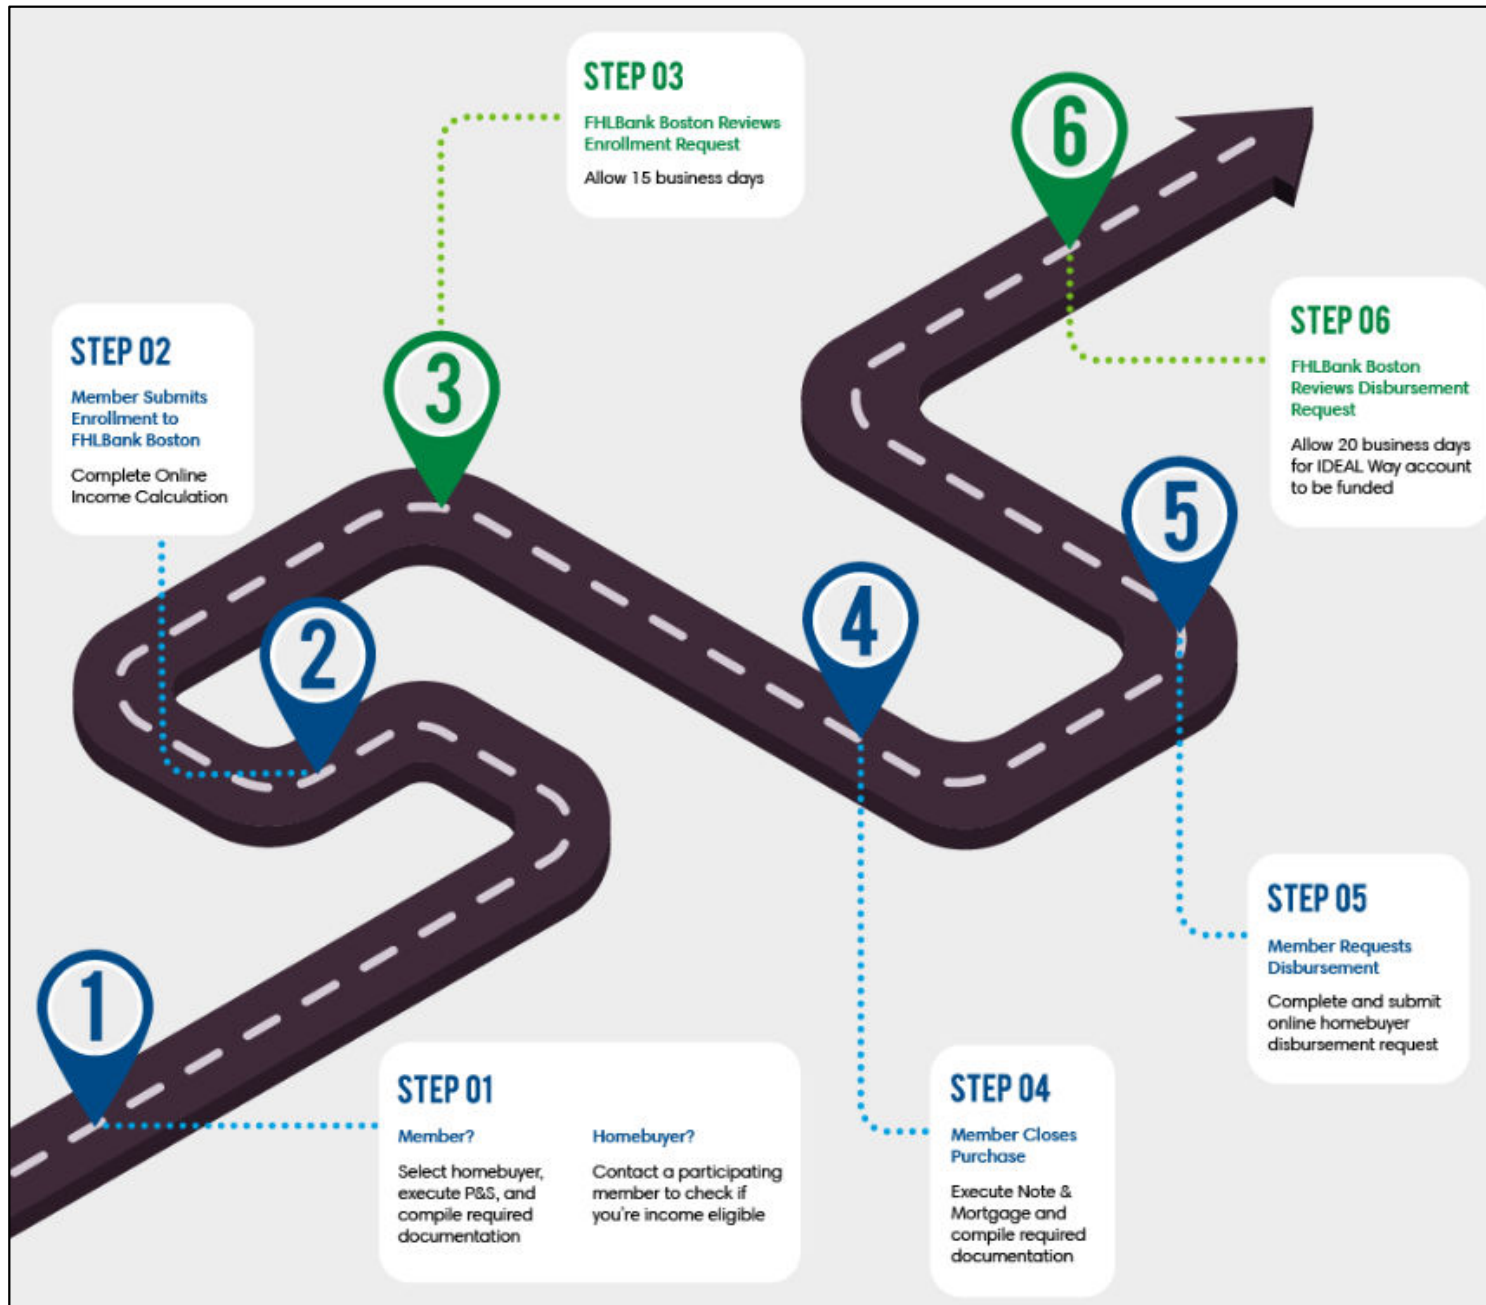 STEP 01
Member?
Select homebuyer,
execute P&S, and
compile required
documentation
Homebuyer?
Contact a participating
member to check if
you're income eligible
1
STEP 02
Member Submits
Enrollment to
FHLBank Boston
Complete Online
Income Calculation
2
STEP 03
FHLBank Boston Reviews
Enrollment Request
Allow 15 business days
3
STEP 04
Member Closes
Purchase
Execute Note &
Mortgage and
compile required
documentation
4
STEP 05
Member Requests
Disbursement
Complete and submit
online homebuyer
disbursement request
5
STEP 06
FHLBank Boston
Reviews Disbursement
Request
Allow 20 business days
for IDEAL Way account
to be funded
6